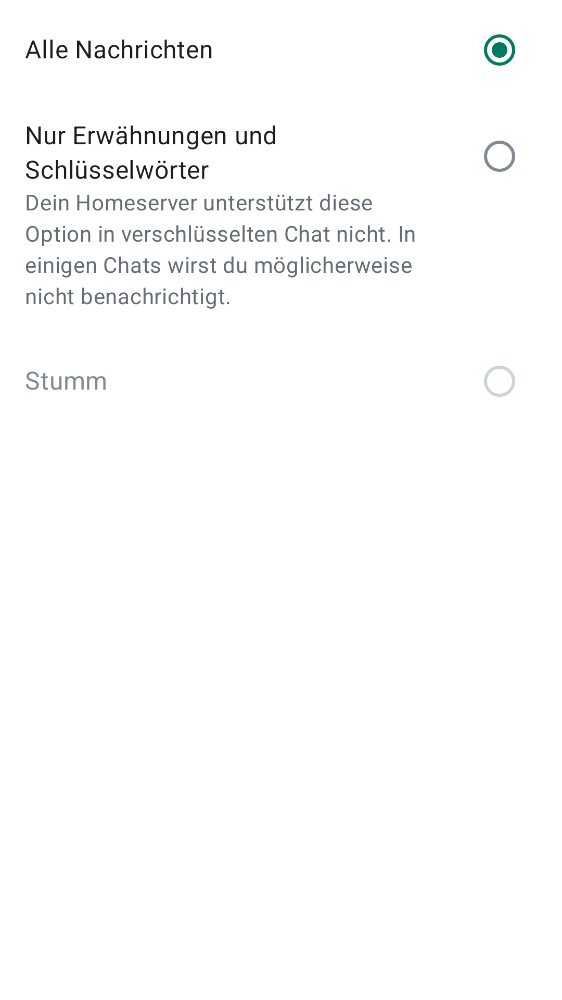 Alle Nachrichten
Nur Erwähnungen und
Schlüsselwörter
Dein Homeserver unterstützt diese
Option in verschlüsselten Chat nicht. In
einigen Chats wirst du möglicherweise
nicht benachrichtigt.
Stumm